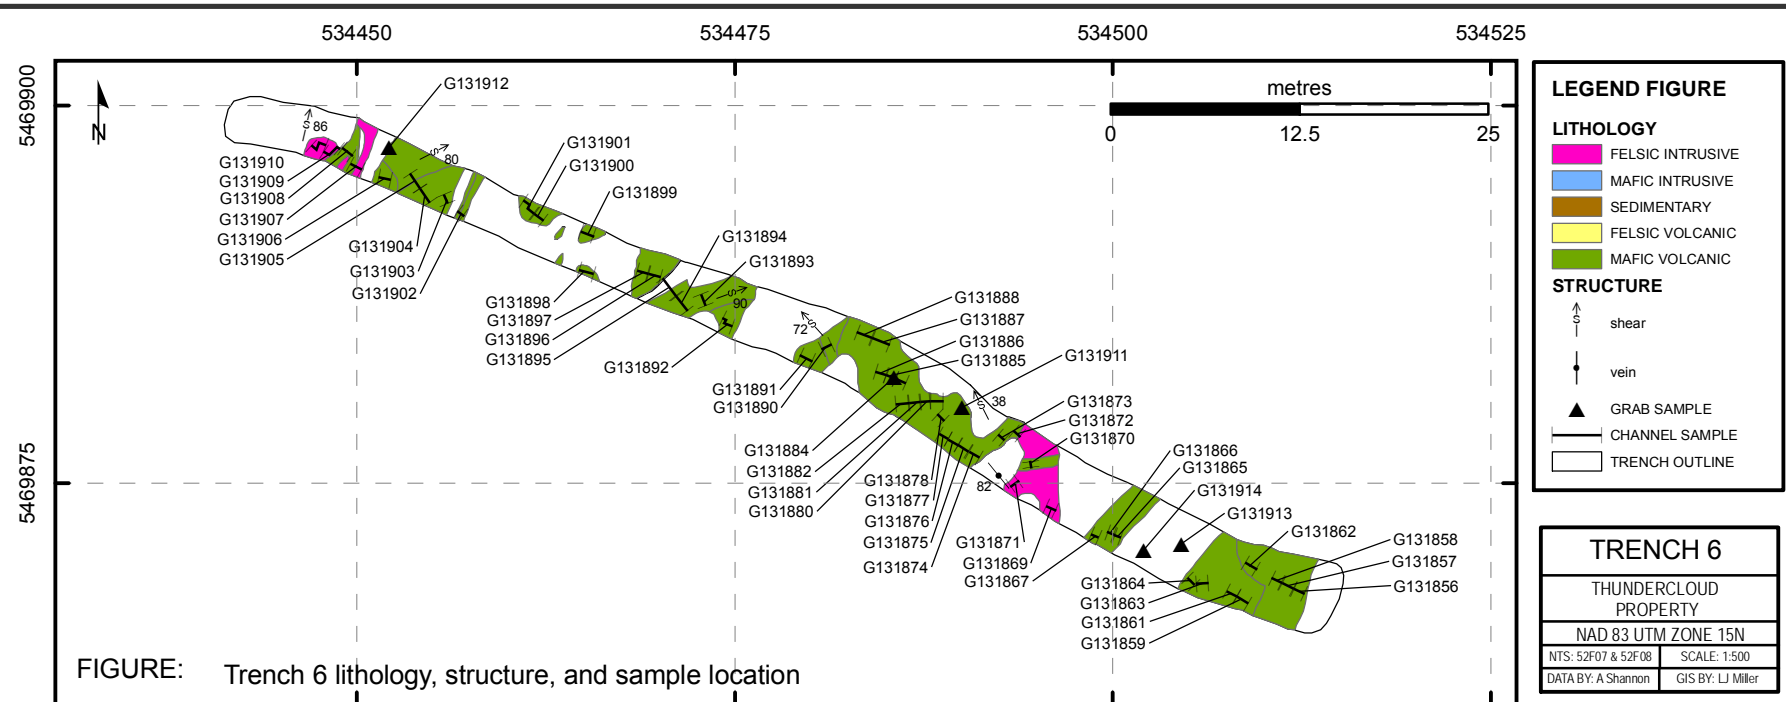 534450
534475
534500
534525
5469900
5469875
N
metres
0
12.5
25
G131912
S 86
S
80
G131910
G131909
G131908
G131907
G131906
G131905
G131904
G131903
G131902
G131901
G131900
G131899
G131898
G131897
G131896
G131895
G131894
G131893
S
90
G131892
72
S
G131891
G131890
G131888
G131887
G131886
G131885
G131911
S 38
G131884
G131882
G131881
G131880
G131878
G131877
G131876
G131875
G131874
G131873
G131872
G131870
82
G131871
G131869
G131867
G131866
G131865
G131914
G131913
G131862
G131864
G131863
G131861
G131859
G131858
G131857
G131856
FIGURE: Trench 6 lithology, structure, and sample location
LEGEND FIGURE
LITHOLOGY
FELSIC INTRUSIVE
MAFIC INTRUSIVE
SEDIMENTARY
FELSIC VOLCANIC
MAFIC VOLCANIC
STRUCTURE
S shear
vein
GRAB SAMPLE
CHANNEL SAMPLE
TRENCH OUTLINE
TRENCH 6
THUNDERCLOUD
PROPERTY
NAD 83 UTM ZONE 15N
NTS: 52F07 & 52F08 SCALE: 1:500
DATA BY: A Shannon GIS BY: LJ Miller